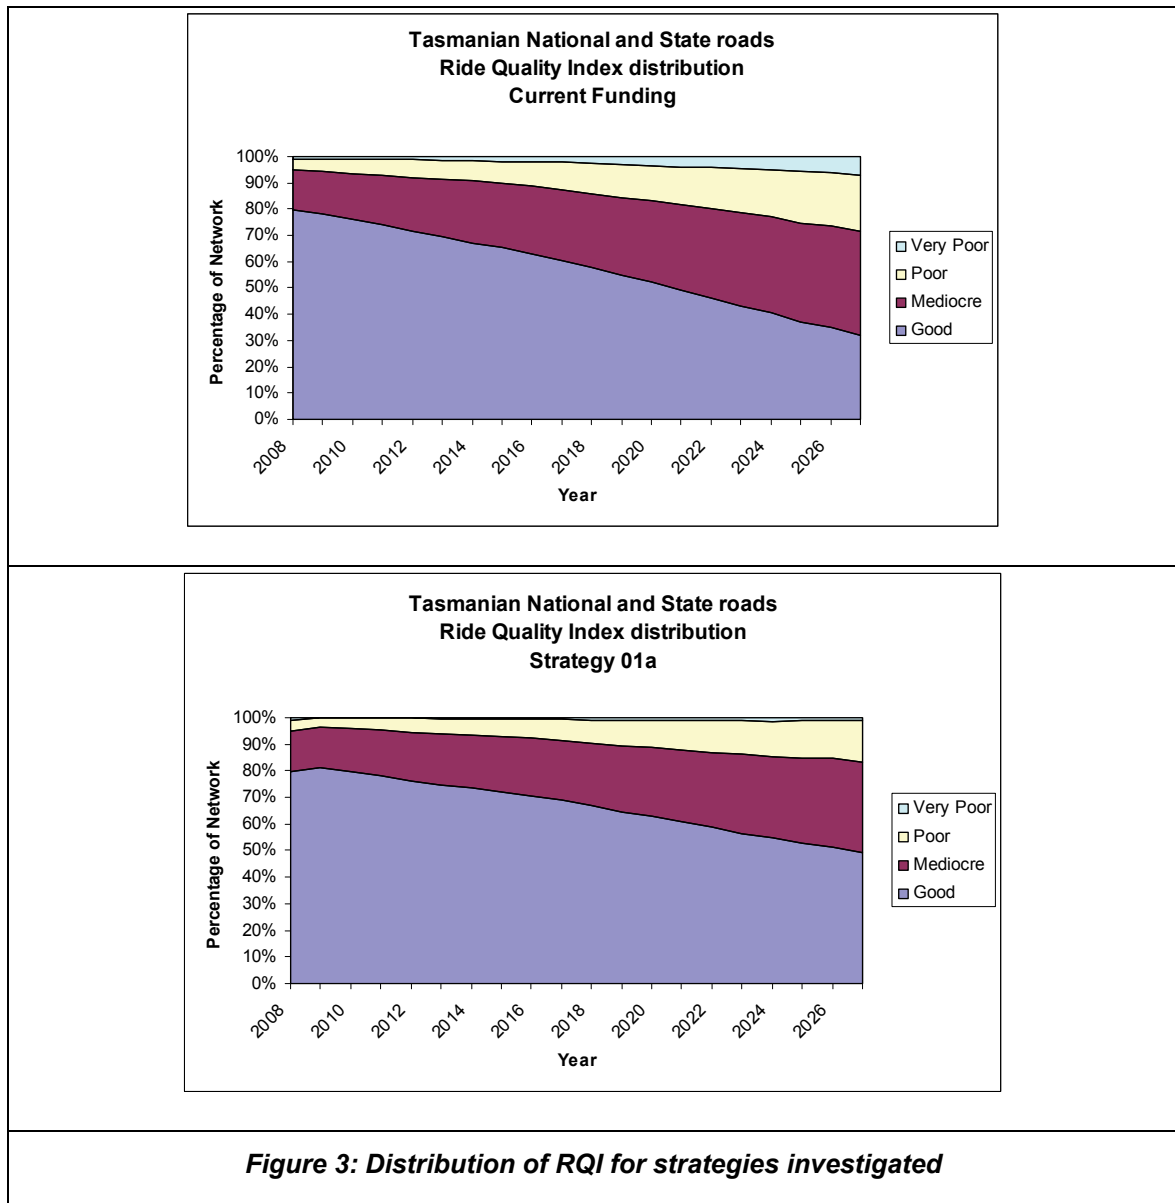 Tasmanian National and State roads
Ride Quality Index distribution
Current Funding
Percentage of Network
100%
90%
80%
70%
60%
50%
40%
30%
20%
10%
0%
2008
2010
2012
2014
2016
2018
2020
2022
2024
2026
Year
Very Poor
Poor
Mediocre
Good
Tasmanian National and State roads
Ride Quality Index distribution
Strategy 01a
Percentage of Network
100%
90%
80%
70%
60%
50%
40%
30%
20%
10%
0%
2008
2010
2012
2014
2016
2018
2020
2022
2024
2026
Year
Very Poor
Poor
Mediocre
Good
Figure 3: Distribution of RQI for strategies investigated